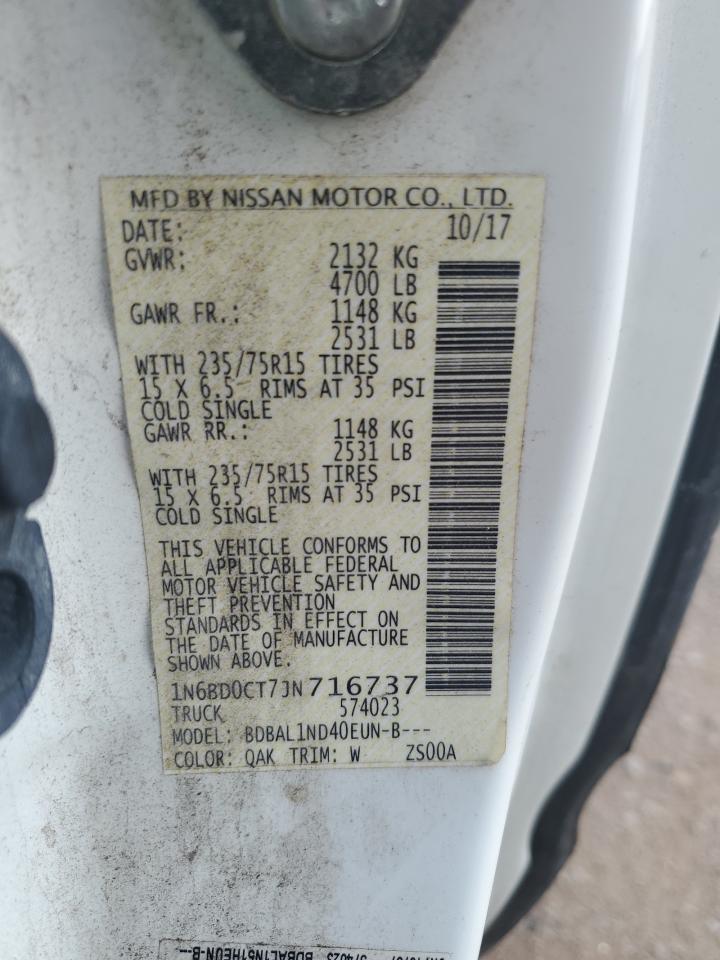 MFD BY NISSAN MOTOR CO., LTD.
DATE: 10/17
GVWR: 2132 KG
4700 LB
GAWR FR.: 1148 KG
2531 LB
WITH 235/75R15 TIRES
15 X 6.5 RIMS AT 35 PSI
COLD SINGLE
GAWR RR.: 1148 KG
2531 LB
WITH 235/75R15 TIRES
15 X 6.5 RIMS AT 35 PSI
COLD SINGLE
THIS VEHICLE CONFORMS TO
ALL APPLICABLE FEDERAL
MOTOR VEHICLE SAFETY AND
THEFT PREVENTION
STANDARDS IN EFFECT ON
THE DATE OF MANUFACTURE
SHOWN ABOVE.
1N6BD0CT7JN716737
TRUCK 574023
MODEL: BDBAL1ND40EUN-B---
COLOR: QAK TRIM: W ZS00A
574023